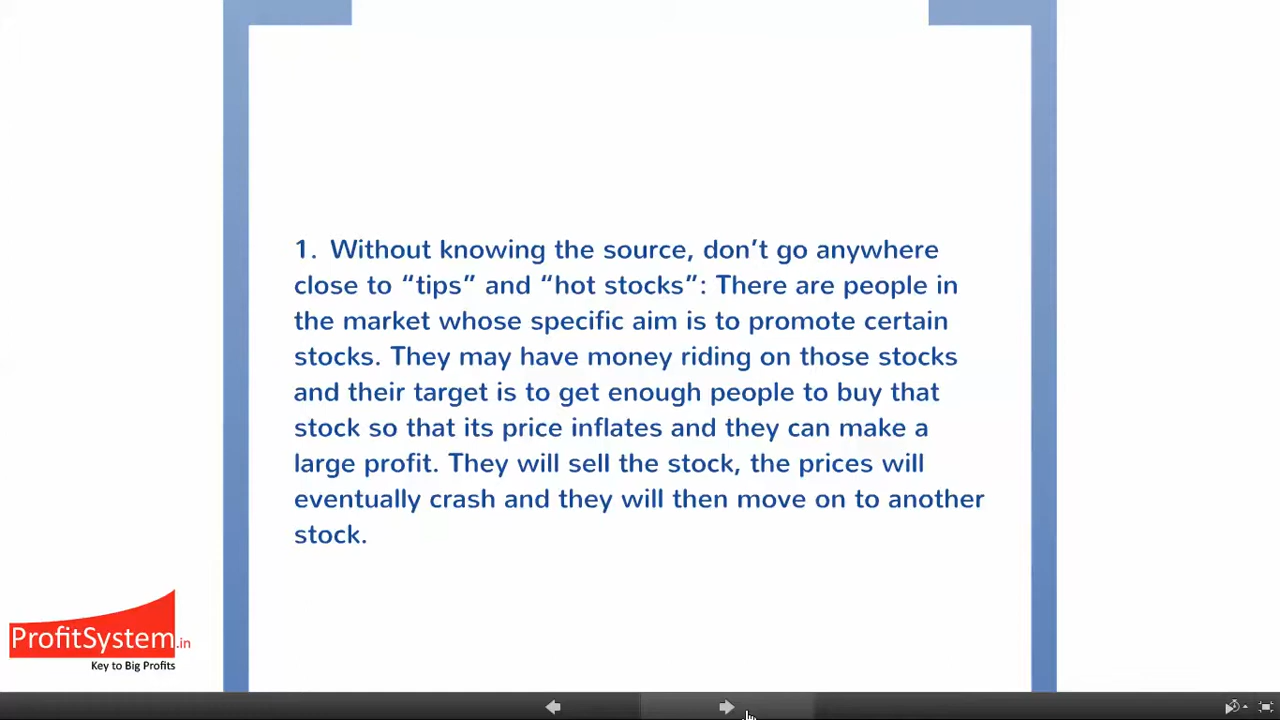 1. Without knowing the source, don’t go anywhere
close to “tips” and “hot stocks”: There are people in
the market whose specific aim is to promote certain
stocks. They may have money riding on those stocks
and their target is to get enough people to buy that
stock so that its price inflates and they can make a
large profit. They will sell the stock, the prices will
eventually crash and they will then move on to another
stock.
ProfitSystem.in
Key to Big Profits